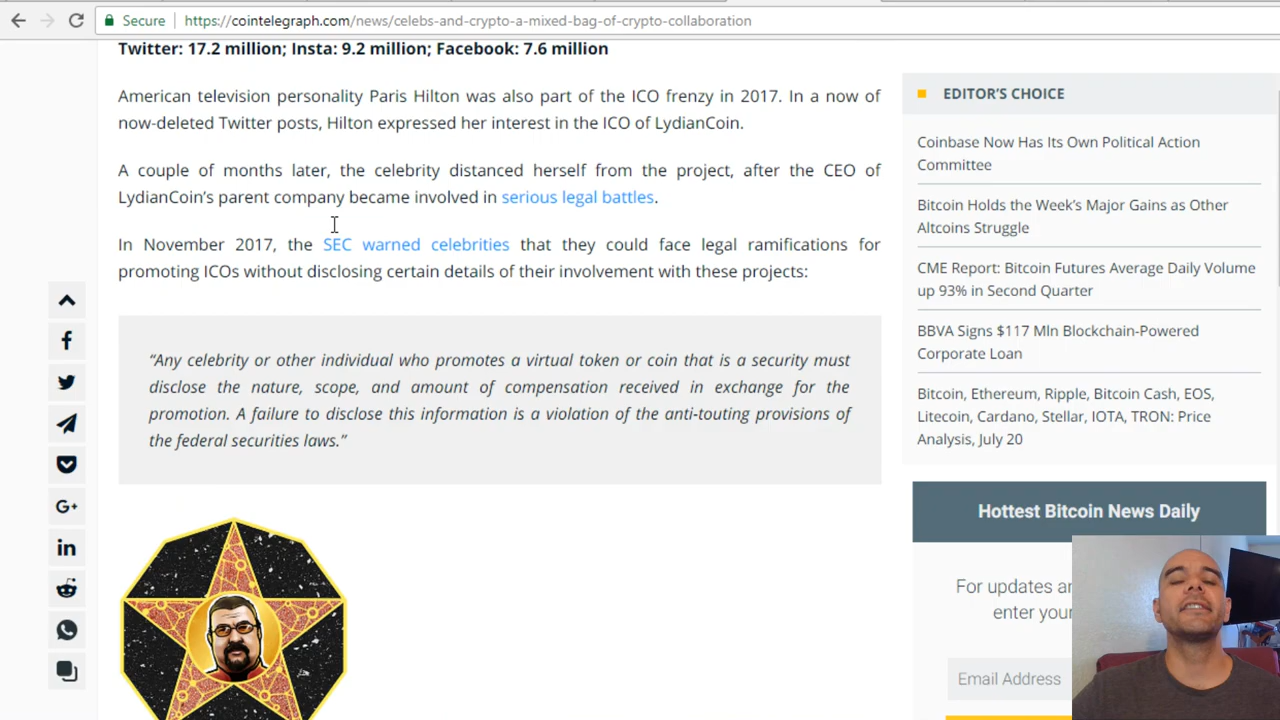 Secure
https://cointelegraph.com/news/celebs-and-crypto-a-mixed-bag-of-crypto-collaboration
Twitter: 17.2 million; Insta: 9.2 million; Facebook: 7.6 million
American television personality Paris Hilton was also part of the ICO frenzy in 2017. In a now of
now-deleted Twitter posts, Hilton expressed her interest in the ICO of LydianCoin.
A couple of months later, the celebrity distanced herself from the project, after the CEO of
LydianCoin's parent company became involved in serious legal battles.
In November 2017, the SEC warned celebrities that they could face legal ramifications for
promoting ICOs without disclosing certain details of their involvement with these projects:
“Any celebrity or other individual who promotes a virtual token or coin that is a security must
disclose the nature, scope, and amount of compensation received in exchange for the
promotion. A failure to disclose this information is a violation of the anti-touting provisions of
the federal securities laws.”
G+
in
EDITOR'S CHOICE
Coinbase Now Has Its Own Political Action
Committee
Bitcoin Holds the Week's Major Gains as Other
Altcoins Struggle
CME Report: Bitcoin Futures Average Daily Volume
up 93% in Second Quarter
BBVA Signs $117 Mln Blockchain-Powered
Corporate Loan
Bitcoin, Ethereum, Ripple, Bitcoin Cash, EOS,
Litecoin, Cardano, Stellar, IOTA, TRON: Price
Analysis, July 20
Hottest Bitcoin News Daily
For updates
enter your
Email Address